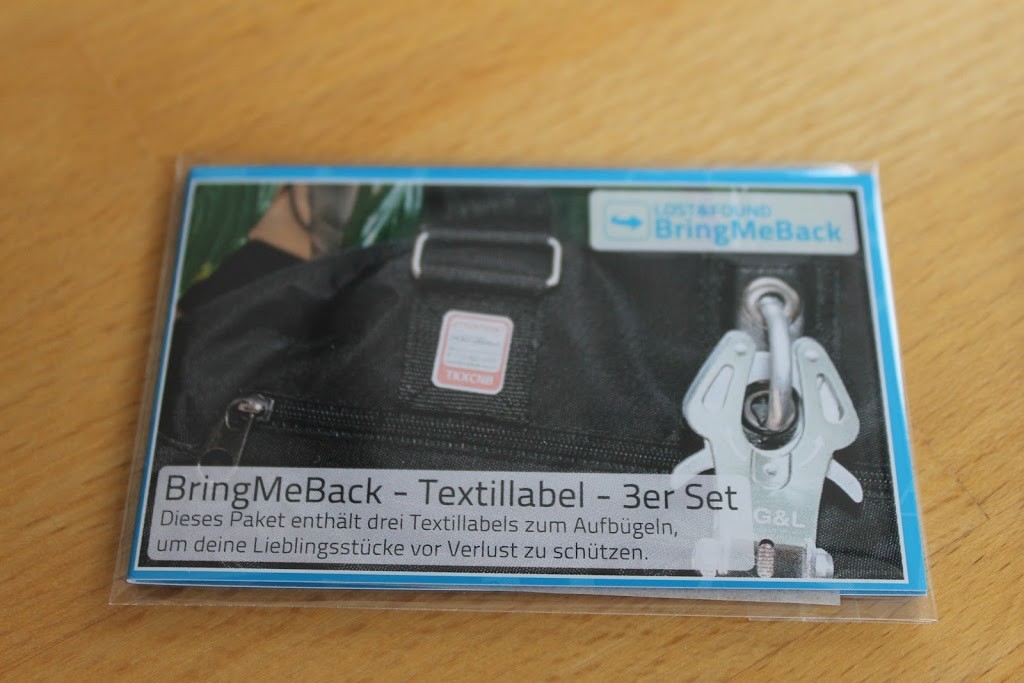 LOST&FOUND
BringMeBack
TKXCNB
G&L
BringMeBack - Textillabel - 3er Set
Dieses Paket enthält drei Textillabels zum Aufbügeln,
um deine Lieblingsstücke vor Verlust zu schützen.